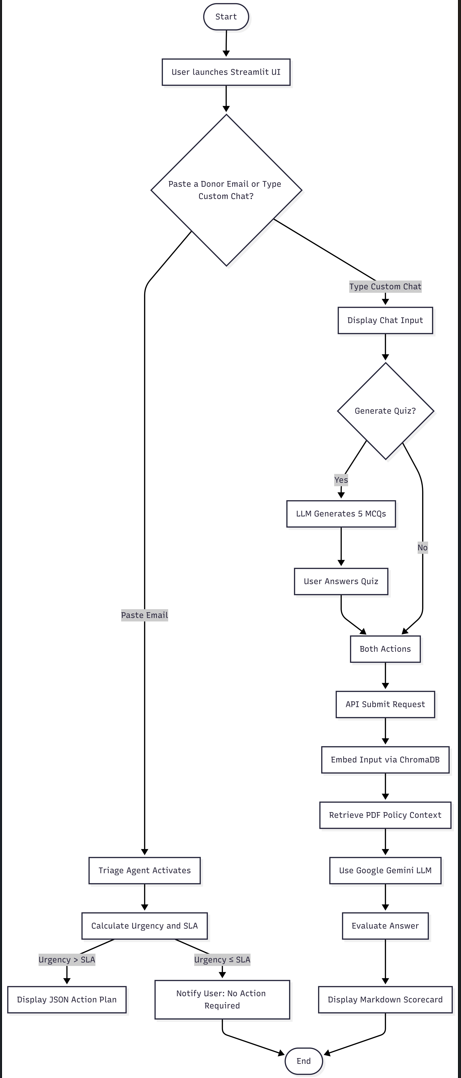 Start
User launches Streamlit UI
Paste a Donor Email or Type
Custom Chat?
Type Custom Chat
Display Chat Input
Generate Quiz?
Yes
LLM Generates 5 MCQs
No
User Answers Quiz
Paste Email
Both Actions
API Submit Request
Embed Input via ChromaDB
Retrieve PDF Policy Context
Triage Agent Activates
Use Google Gemini LLM
Calculate Urgency and SLA
Evaluate Answer
Urgency > SLA
Urgency ≤ SLA
Display JSON Action Plan
Notify User: No Action
Required
Display Markdown Scorecard
End